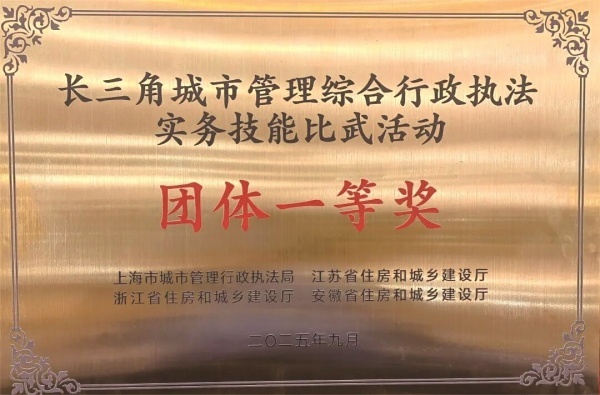 长三角城市管理综合行政执法
实务技能比武活动
团体一等奖
上海市城市管理行政执法局 江苏省住房和城乡建设厅
浙江省住房和城乡建设厅 安徽省住房和城乡建设厅
二〇二五年九月